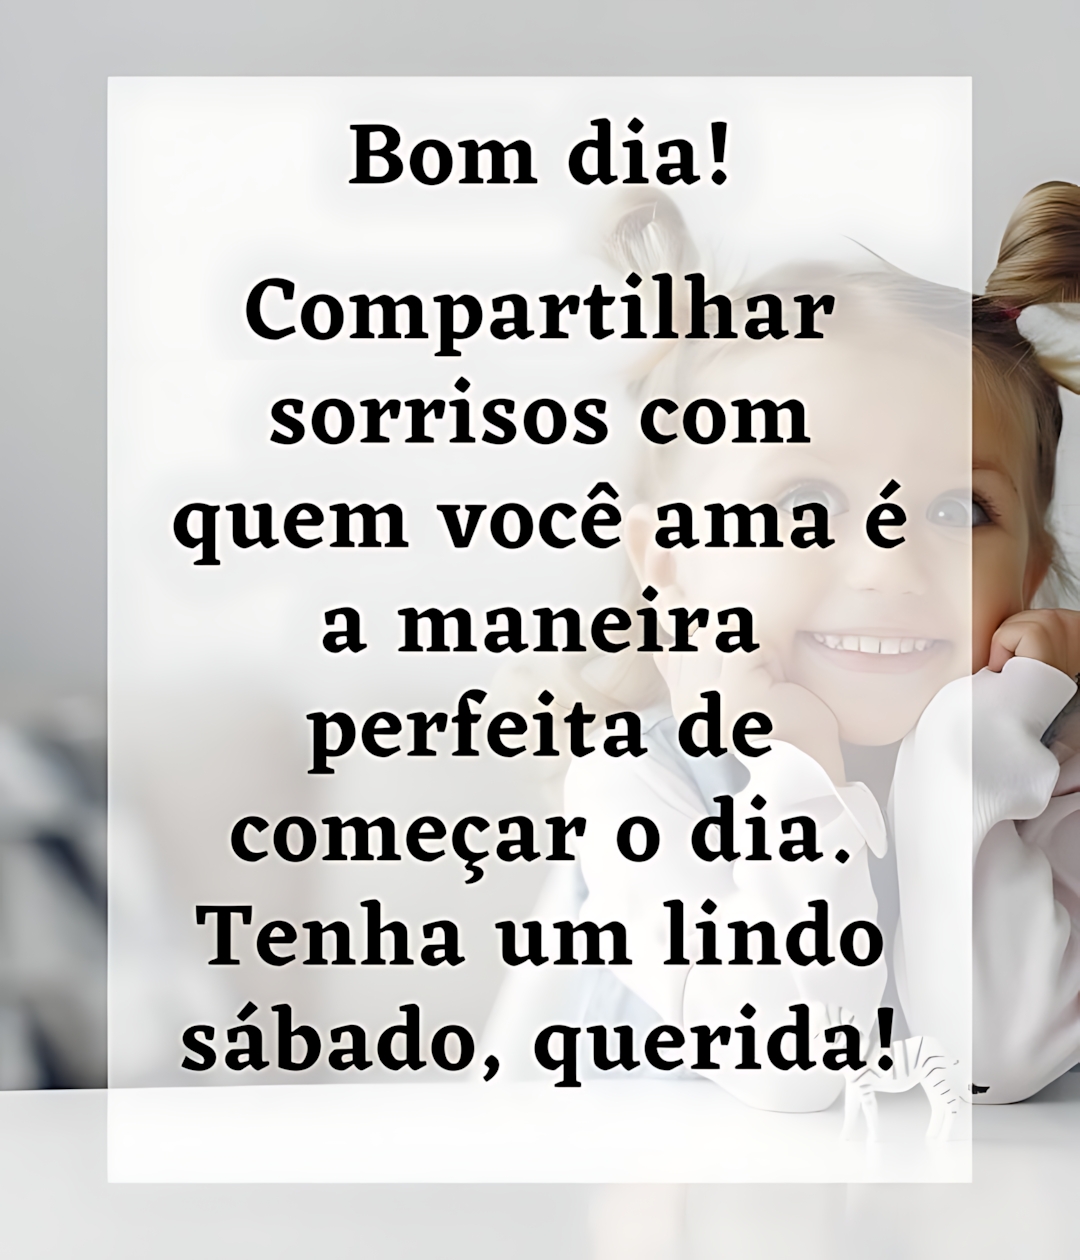 Bom dia!
Compartilhar
sorrisos com
quem você ama é
a maneira
perfeita de
começar o dia.
Tenha um lindo
sábado, querida!